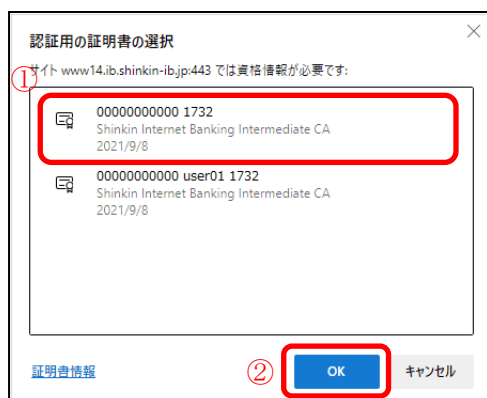 認証用の証明書の選択
サイト www14.ib.shinkin-ib.jp:443 では資格情報が必要です:
①
00000000000 1732
Shinkin Internet Banking Intermediate CA
2021/9/8
00000000000 user01 1732
Shinkin Internet Banking Intermediate CA
2021/9/8
証明書情報
②
OK
キャンセル